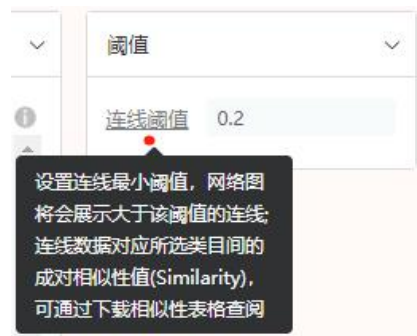 阈值
连线阈值 0.2
设置连线最小阈值，网络图
将会展示大于该阈值的连线;
连线数据对应所选类目间的
成对相似性值(Similarity)，
可通过下载相似性表格查阅